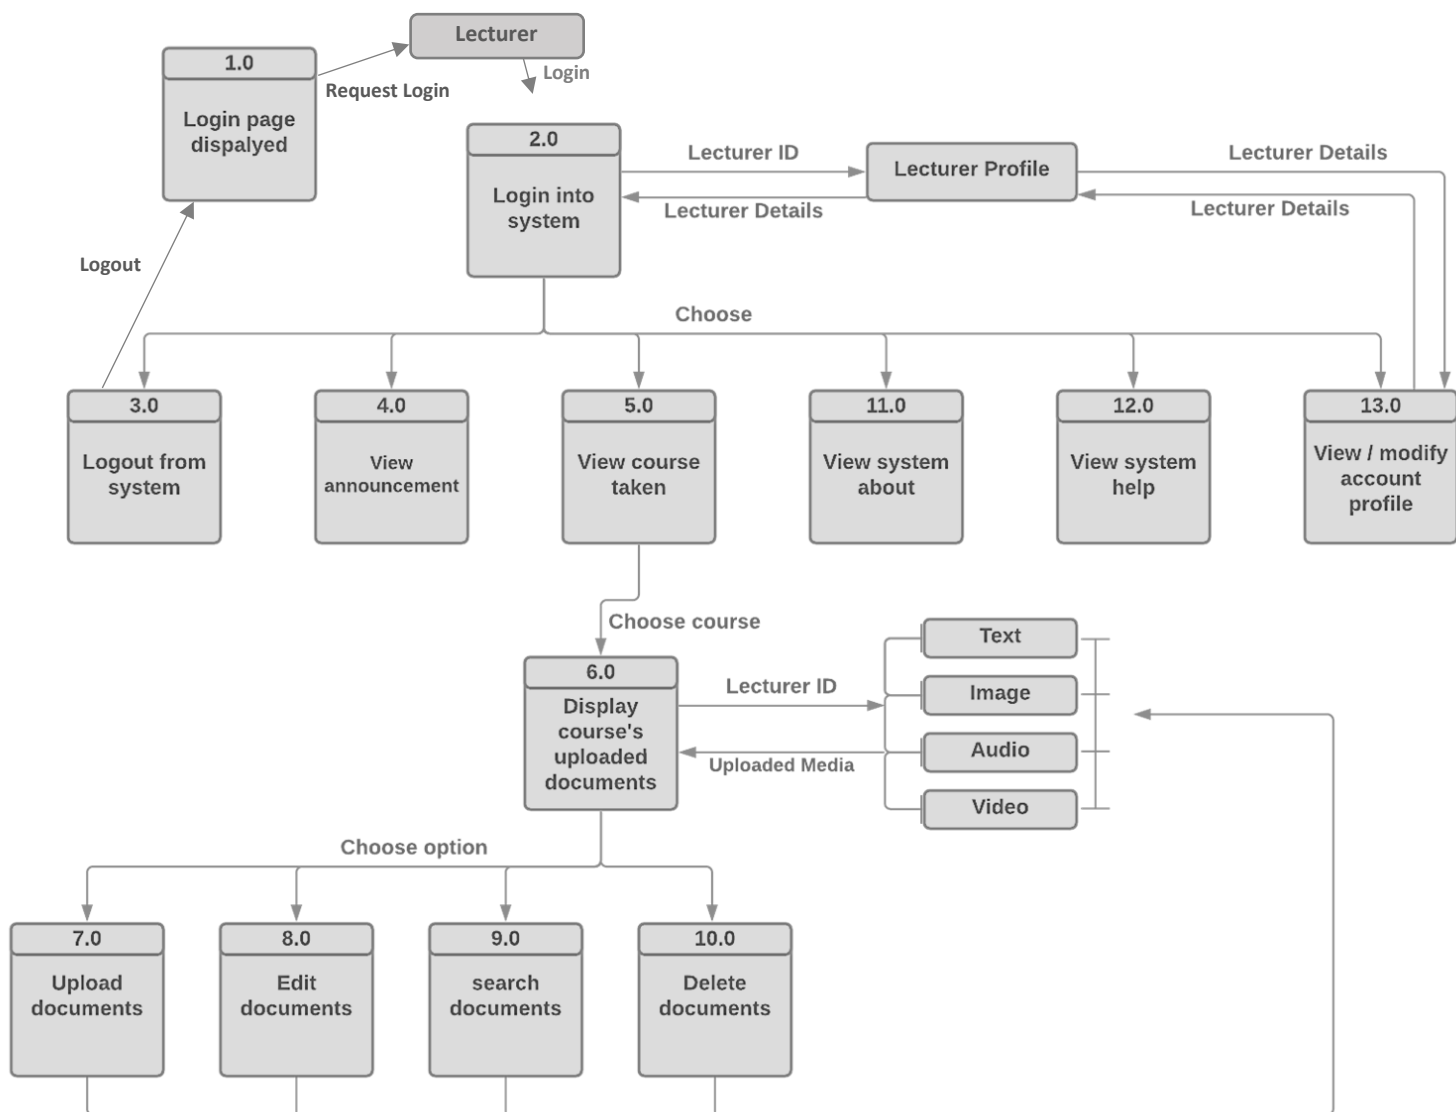 Lecturer
1.0
Login page
dispalyed
Request Login
Login
2.0
Login into
system
Lecturer ID
Lecturer Details
Lecturer Profile
Lecturer Details
Lecturer Details
Logout
Choose
3.0
Logout from
system
4.0
View
announcement
5.0
View course
taken
11.0
View system
about
12.0
View system
help
13.0
View / modify
account
profile
Choose course
6.0
Display
course's
uploaded
documents
Lecturer ID
Uploaded Media
Text
Image
Audio
Video
Choose option
7.0
Upload
documents
8.0
Edit
documents
9.0
search
documents
10.0
Delete
documents